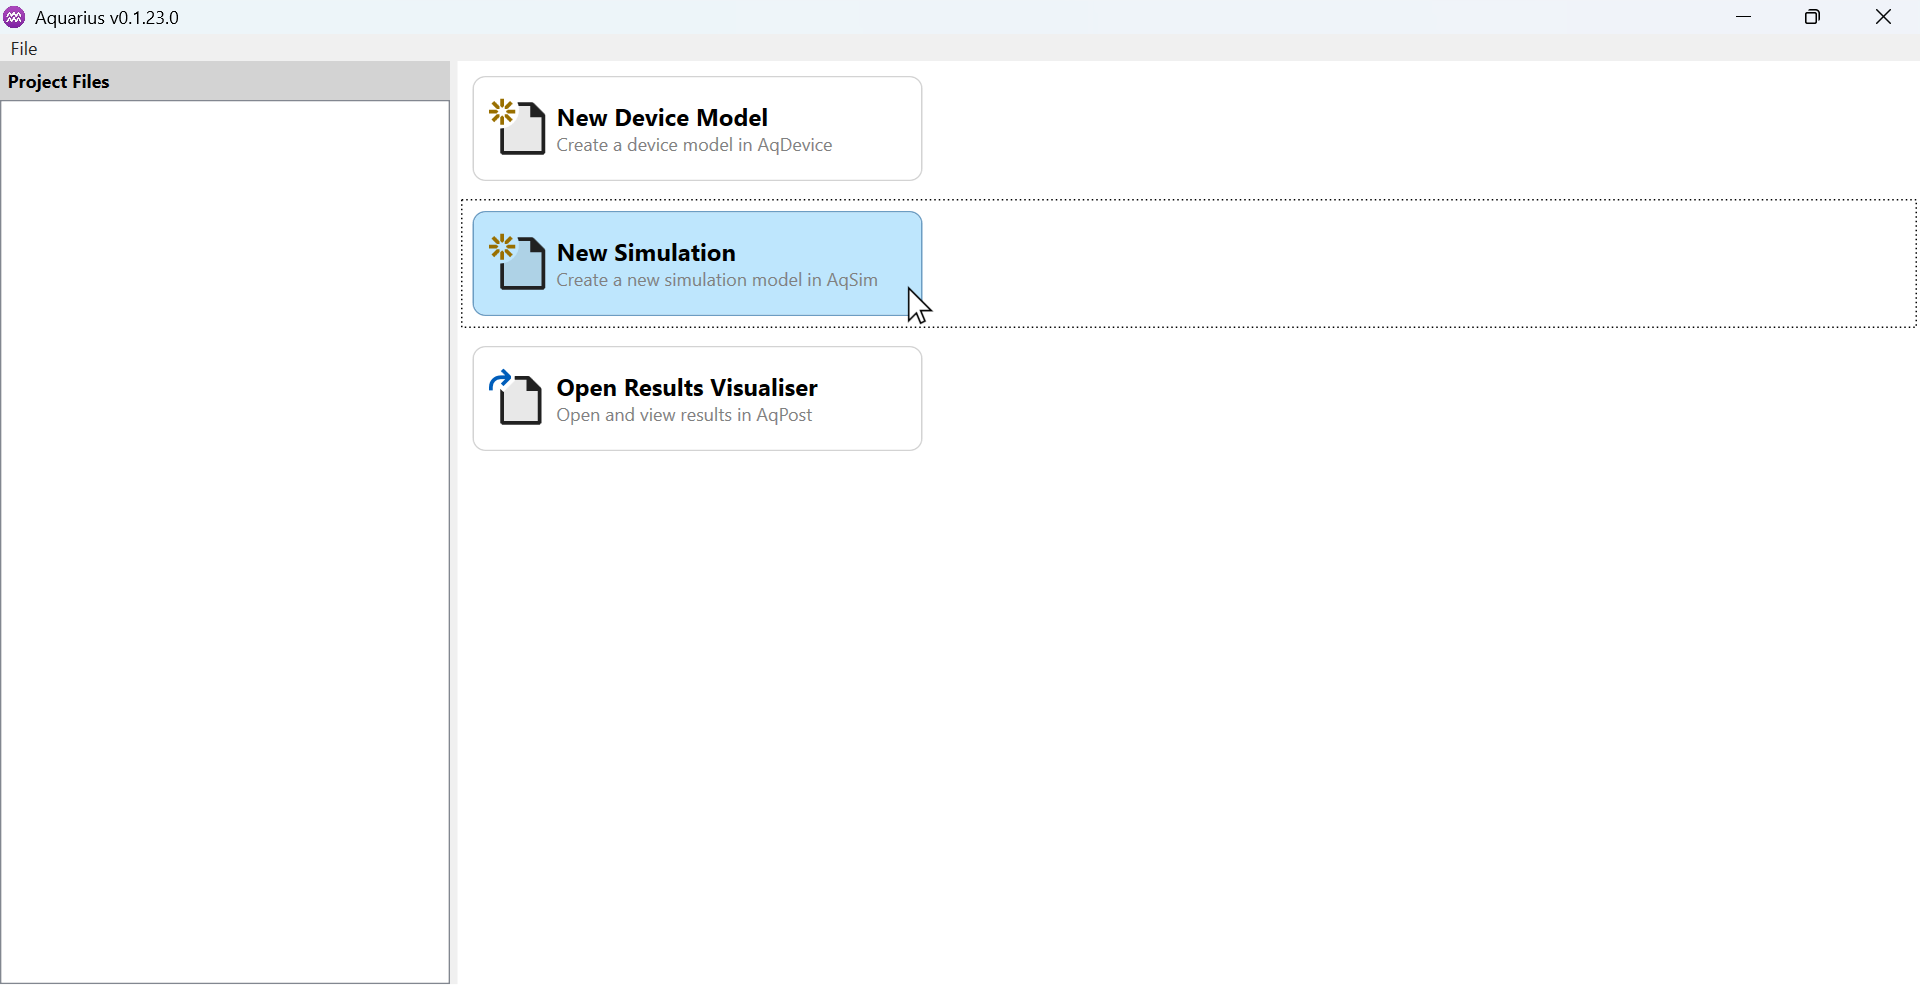 Aquarius v0.1.23.0
File
Project Files
New Device Model
Create a device model in AqDevice
New Simulation
Create a new simulation model in AqSim
Open Results Visualiser
Open and view results in AqPost